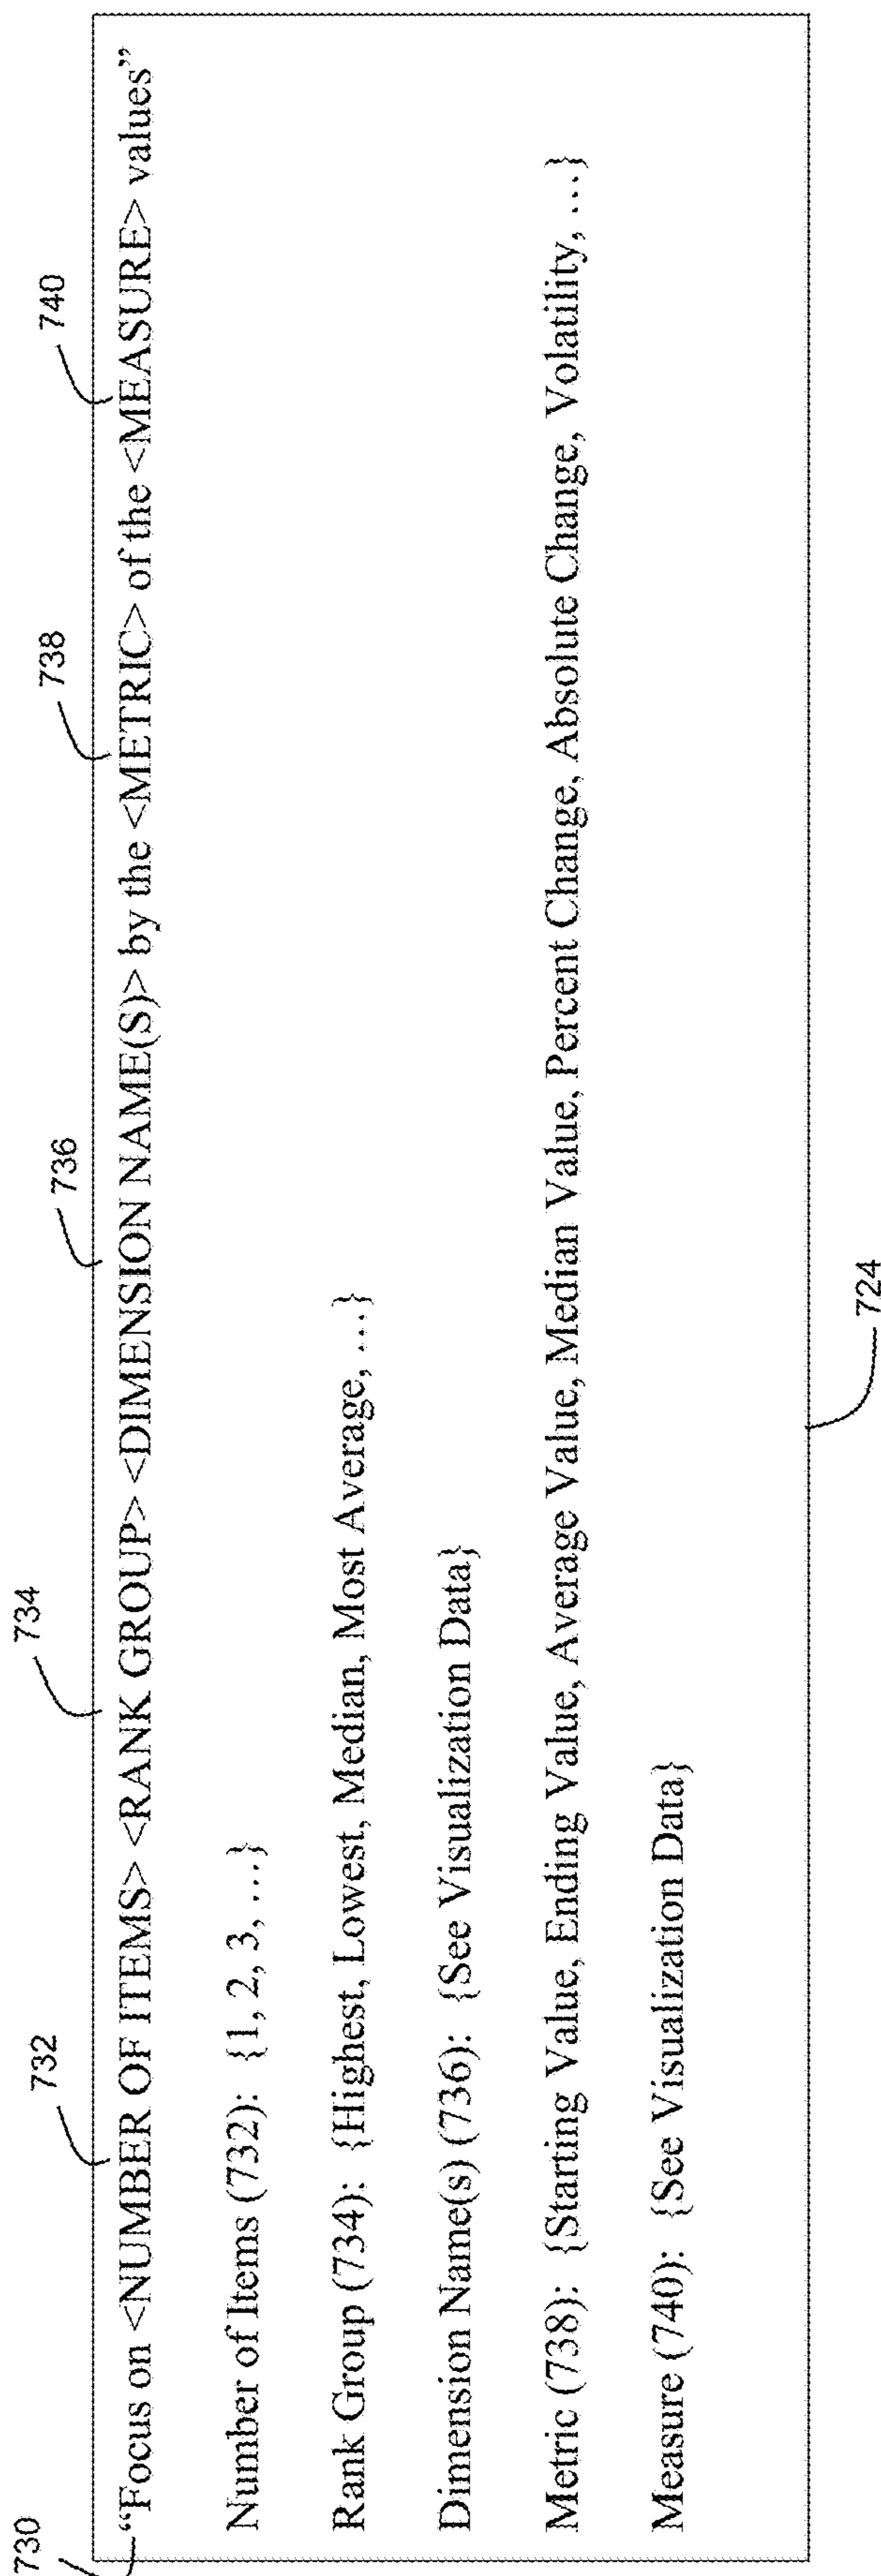 730
732
734
736
738
740
“Focus on <NUMBER OF ITEMS> <RANK GROUP> <DIMENSION NAME(S)> by the <METRIC> of the <MEASURE> values”
Number of Items (732): {1, 2, 3, …}
Rank Group (734): {Highest, Lowest, Median, Most Average, …}
Dimension Name(s) (736): {See Visualization Data}
Metric (738): {Starting Value, Ending Value, Average Value, Median Value, Percent Change, Absolute Change, Volatility, …}
Measure (740): {See Visualization Data}
724